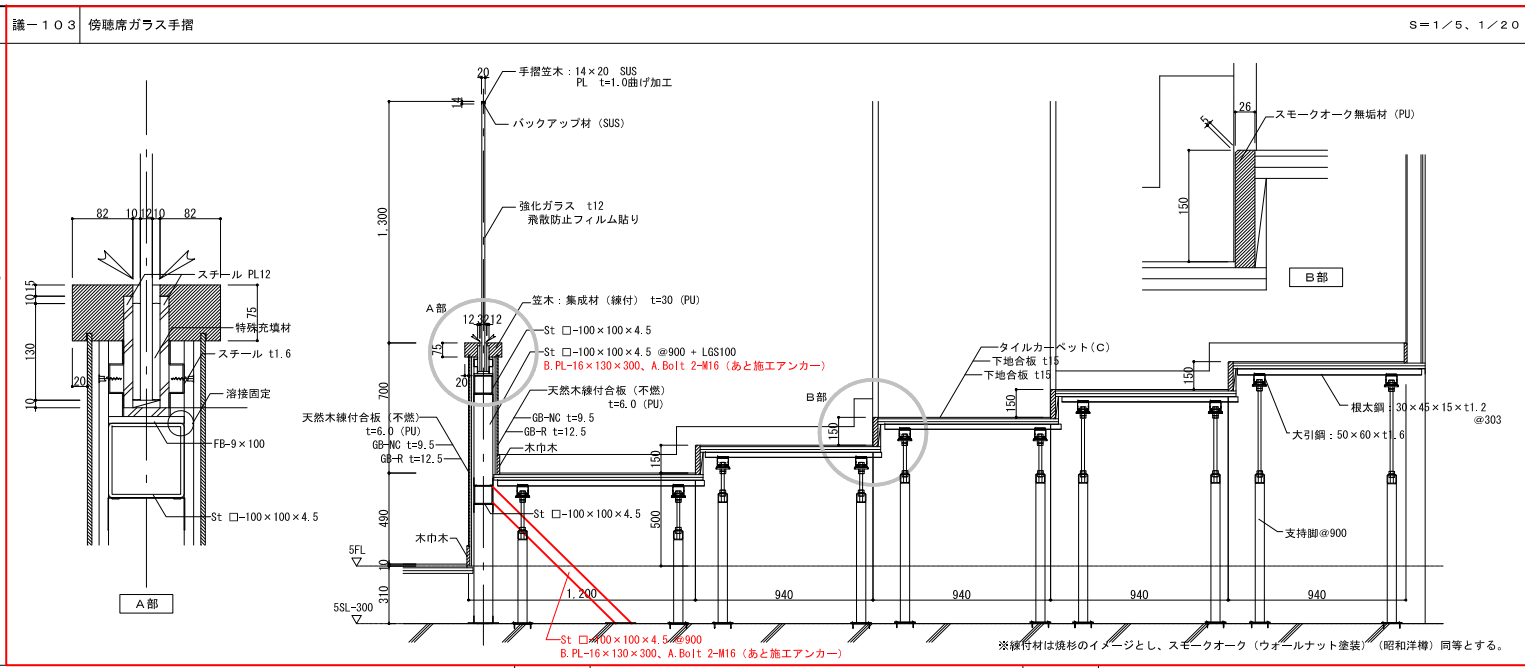 議－１０３ 傍聴席ガラス手摺
Ｓ＝１／５、１／２０
82 10 12 10 82
スチール PL12
15
10
75
特殊充填材
スチール t1.6
130
20
溶接固定
10
FB-9×100
St □-100×100×4.5
A部
20
手摺笠木：14×20 SUS
PL t=1.0曲げ加工
14
バックアップ材（SUS）
1,300
強化ガラス t12
飛散防止フィルム貼り
A部
笠木：集成材（練付） t=30（PU）
12 32 12
St □-100×100×4.5
75
St □-100×100×4.5 @900 + LGS100
B.PL-16×130×300、A.Bolt 2-M16（あと施工アンカー）
20
天然木練付合板（不燃）
t=6.0（PU）
700
天然木練付合板（不燃）
t=6.0（PU）
GB-NC t=9.5
GB-R t=12.5
GB-NC t=9.5
GB-R t=12.5
木巾木
St □-100×100×4.5
490
500
木巾木
5FL
10
310
5SL-300
1,200 940 940 940 940
St □-100×100×4.5 @900
B.PL-16×130×300、A.Bolt 2-M16（あと施工アンカー）
150
150
150
150
B部
タイルカーペット（C）
下地合板 t15
下地合板 t15
根太鋼：30×45×15×t1.2
@303
大引鋼：50×60×t1.6
支持脚@900
26
5
スモークオーク無垢材（PU）
150
B部
※練付材は焼杉のイメージとし、スモークオーク（ウォールナット塗装）（昭和洋樽）同等とする。